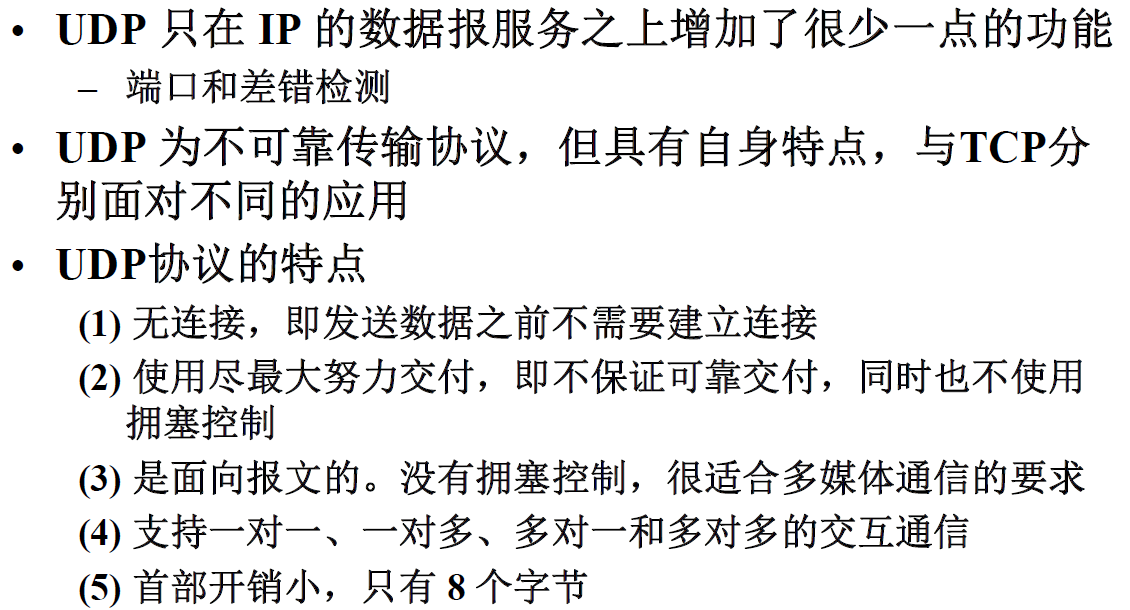 • UDP 只在 IP 的数据报服务之上增加了很少一点的功能
– 端口和差错检测
• UDP 为不可靠传输协议，但具有自身特点，与TCP分
别面对不同的应用
• UDP协议的特点
(1) 无连接，即发送数据之前不需要建立连接
(2) 使用尽最大努力交付，即不保证可靠交付，同时也不使用
拥塞控制
(3) 是面向报文的。没有拥塞控制，很适合多媒体通信的要求
(4) 支持一对一、一对多、多对一和多对多的交互通信
(5) 首部开销小，只有 8 个字节